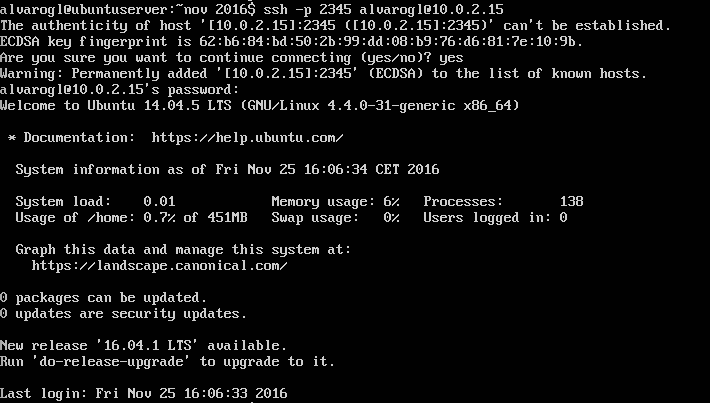 alvarogl@ubuntuserver:~nov 2016$ ssh -p 2345 alvarogl@10.0.2.15
The authenticity of host '[10.0.2.15]:2345 ([10.0.2.15]:2345)' can't be established.
ECDSA key fingerprint is 62:b6:84:bd:50:2b:99:dd:08:b9:76:d6:81:7e:10:9b.
Are you sure you want to continue connecting (yes/no)? yes
Warning: Permanently added '[10.0.2.15]:2345' (ECDSA) to the list of known hosts.
alvarogl@10.0.2.15's password:
Welcome to Ubuntu 14.04.5 LTS (GNU/Linux 4.4.0-31-generic x86_64)
* Documentation:  https://help.ubuntu.com/
System information as of Fri Nov 25 16:06:34 CET 2016
System load:    0.01               Memory usage: 6%   Processes:       138
Usage of /home: 0.7% of 451MB   Swap usage:   0%   Users logged in: 0
Graph this data and manage this system at:
https://landscape.canonical.com/
0 packages can be updated.
0 updates are security updates.
New release '16.04.1 LTS' available.
Run 'do-release-upgrade' to upgrade to it.
Last login: Fri Nov 25 16:06:33 2016